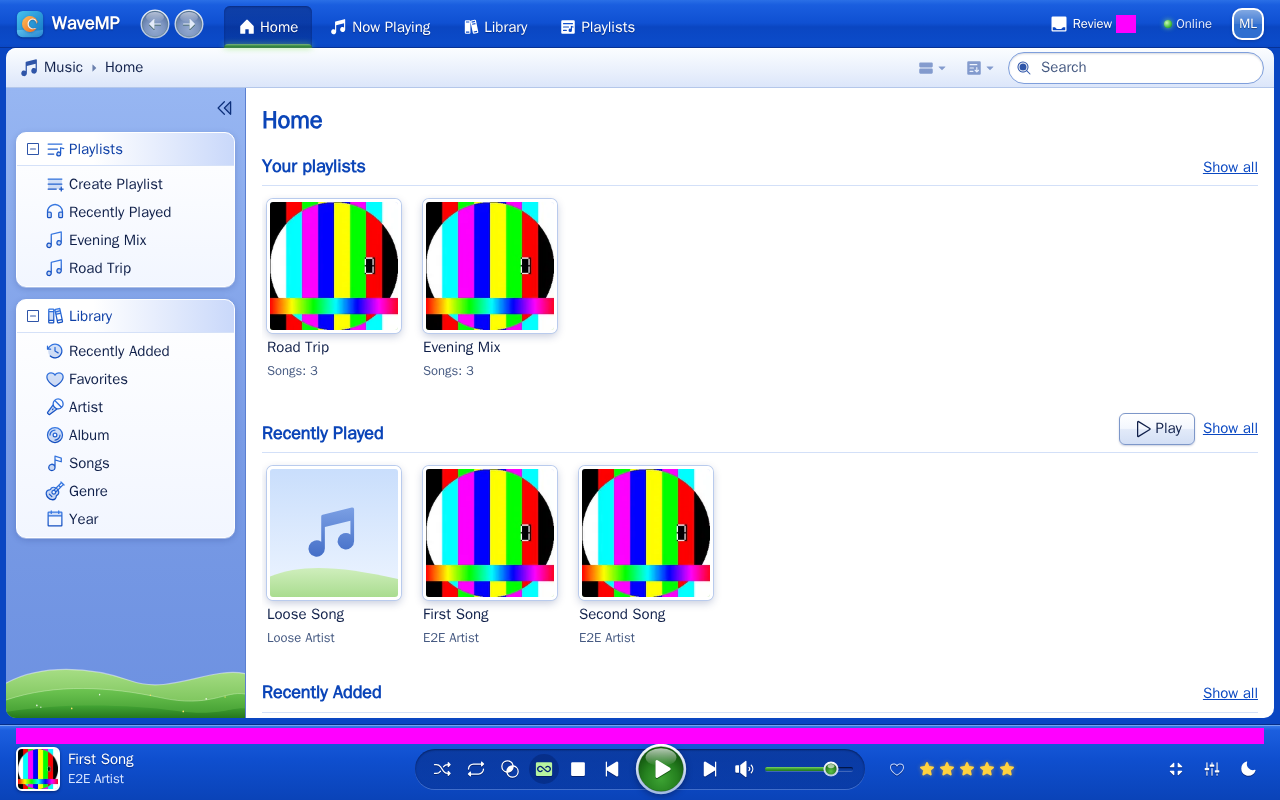 WaveMP
Home
Now Playing
Library
Playlists
Review
Online
ML
Music
Home
Search
Playlists
Create Playlist
Recently Played
Evening Mix
Road Trip
Library
Recently Added
Favorites
Artist
Album
Songs
Genre
Year
Home
Your playlists
Show all
Road Trip
Songs: 3
Evening Mix
Songs: 3
Recently Played
Play
Show all
Loose Song
Loose Artist
First Song
E2E Artist
Second Song
E2E Artist
Recently Added
Show all
First Song
E2E Artist